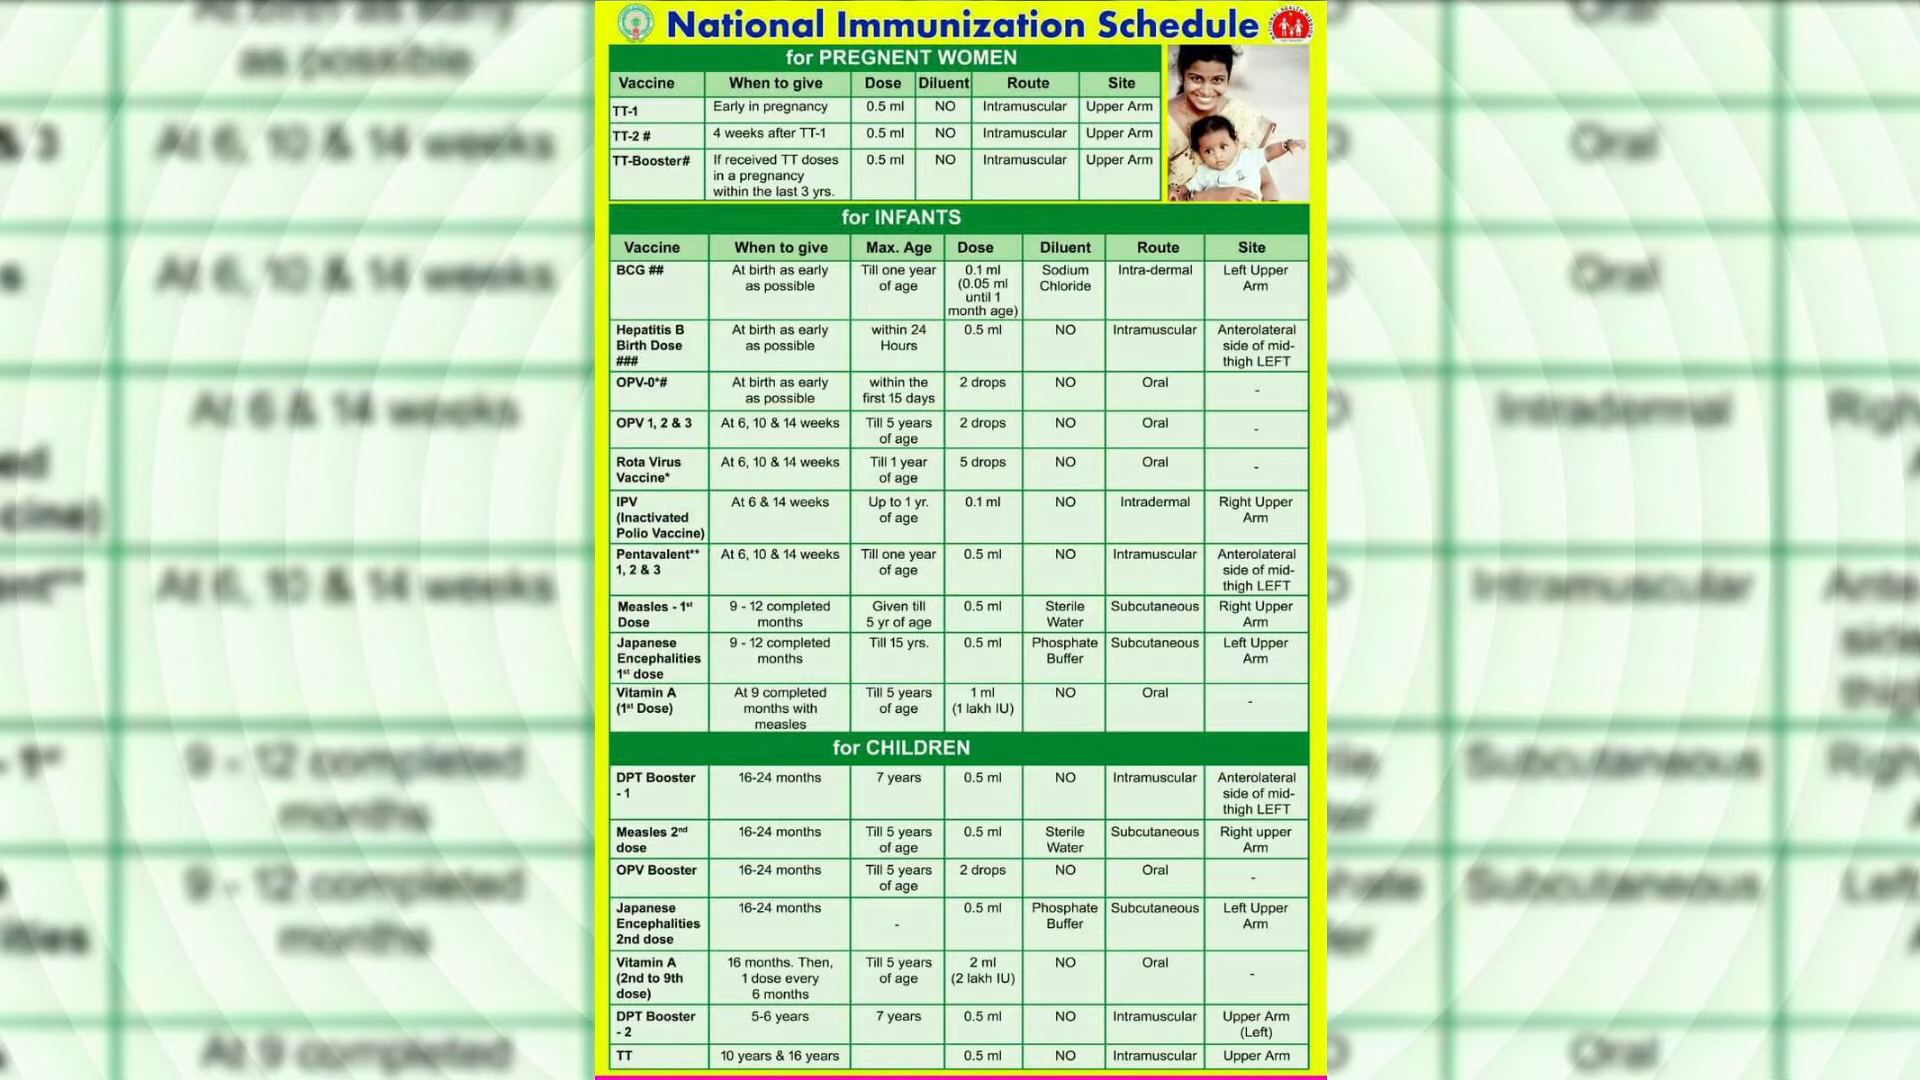 National Immunization Schedule
for PREGNENT WOMEN
Vaccine When to give Dose Diluent Route Site
TT-1 Early in pregnancy 0.5 ml NO Intramuscular Upper Arm
TT-2 # 4 weeks after TT-1 0.5 ml NO Intramuscular Upper Arm
TT-Booster# If received TT doses 0.5 ml NO Intramuscular Upper Arm
in a pregnancy
within the last 3 yrs.
for INFANTS
Vaccine When to give Max. Age Dose Diluent Route Site
BCG ## At birth as early Till one year 0.1 ml Sodium Intra-dermal Left Upper
as possible of age (0.05 ml Chloride Arm
until 1
month age)
Hepatitis B At birth as early within 24 0.5 ml NO Intramuscular Anterolateral
Birth Dose as possible Hours side of mid-
### thigh LEFT
OPV-0*# At birth as early within the 2 drops NO Oral -
as possible first 15 days
OPV 1, 2 & 3 At 6, 10 & 14 weeks Till 5 years 2 drops NO Oral -
of age
Rota Virus At 6, 10 & 14 weeks Till 1 year 5 drops NO Oral -
Vaccine* of age
IPV At 6 & 14 weeks Up to 1 yr. 0.1 ml NO Intradermal Right Upper
(Inactivated of age Arm
Polio Vaccine)
Pentavalent** At 6, 10 & 14 weeks Till one year 0.5 ml NO Intramuscular Anterolateral
1, 2 & 3 of age side of mid-
thigh LEFT
Measles - 1st 9 - 12 completed Given till 0.5 ml Sterile Subcutaneous Right Upper
Dose months 5 yr of age Water Arm
Japanese 9 - 12 completed Till 15 yrs. 0.5 ml Phosphate Subcutaneous Left Upper
Encephalities months Buffer Arm
1st dose
Vitamin A At 9 completed Till 5 years 1 ml NO Oral -
(1st Dose) months with of age (1 lakh IU)
measles
for CHILDREN
DPT Booster 16-24 months 7 years 0.5 ml NO Intramuscular Anterolateral
- 1 side of mid-
thigh LEFT
Measles 2nd 16-24 months Till 5 years 0.5 ml Sterile Subcutaneous Right upper
dose of age Water Arm
OPV Booster 16-24 months Till 5 years 2 drops NO Oral -
of age
Japanese 16-24 months - 0.5 ml Phosphate Subcutaneous Left Upper
Encephalities Buffer Arm
2nd dose
Vitamin A 16 months. Then, Till 5 years 2 ml NO Oral -
(2nd to 9th 1 dose every of age (2 lakh IU)
dose) 6 months
DPT Booster 5-6 years 7 years 0.5 ml NO Intramuscular Upper Arm
- 2 (Left)
TT 10 years & 16 years 0.5 ml NO Intramuscular Upper Arm